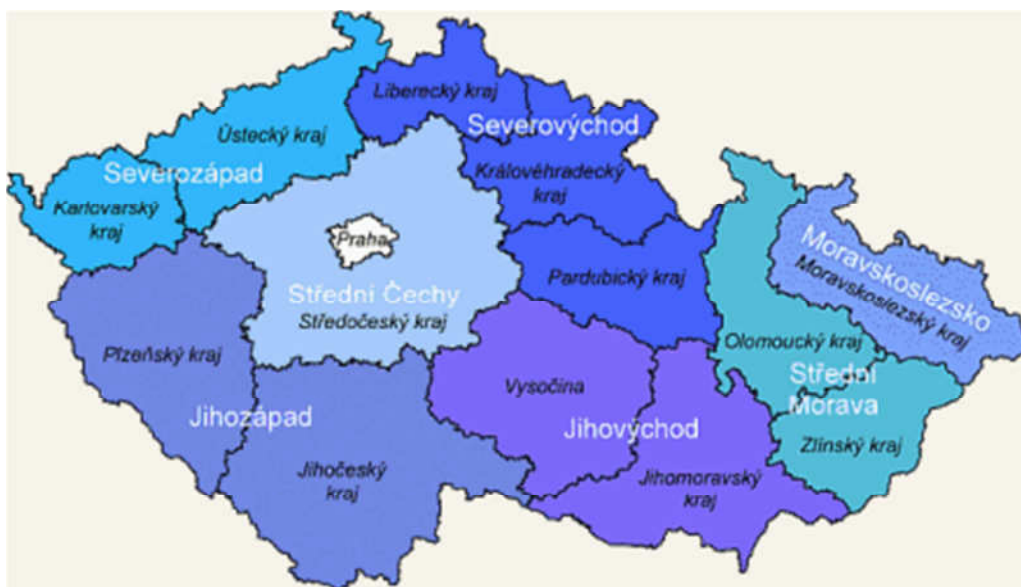 Liberecký kraj
Severovýchod
Ústecký kraj
Severozápad
Královéhradecký
kraj
Karlovarský
kraj
Praha
Moravskoslezsko
Moravskoslezský kraj
Pardubický kraj
Střední Čechy
Středočeský kraj
Olomoucký kraj
Plzeňský kraj
Střední
Morava
Vysočina
Jihozápad
Jihovýchod
Zlínský kraj
Jihočeský
kraj
Jihomoravský
kraj